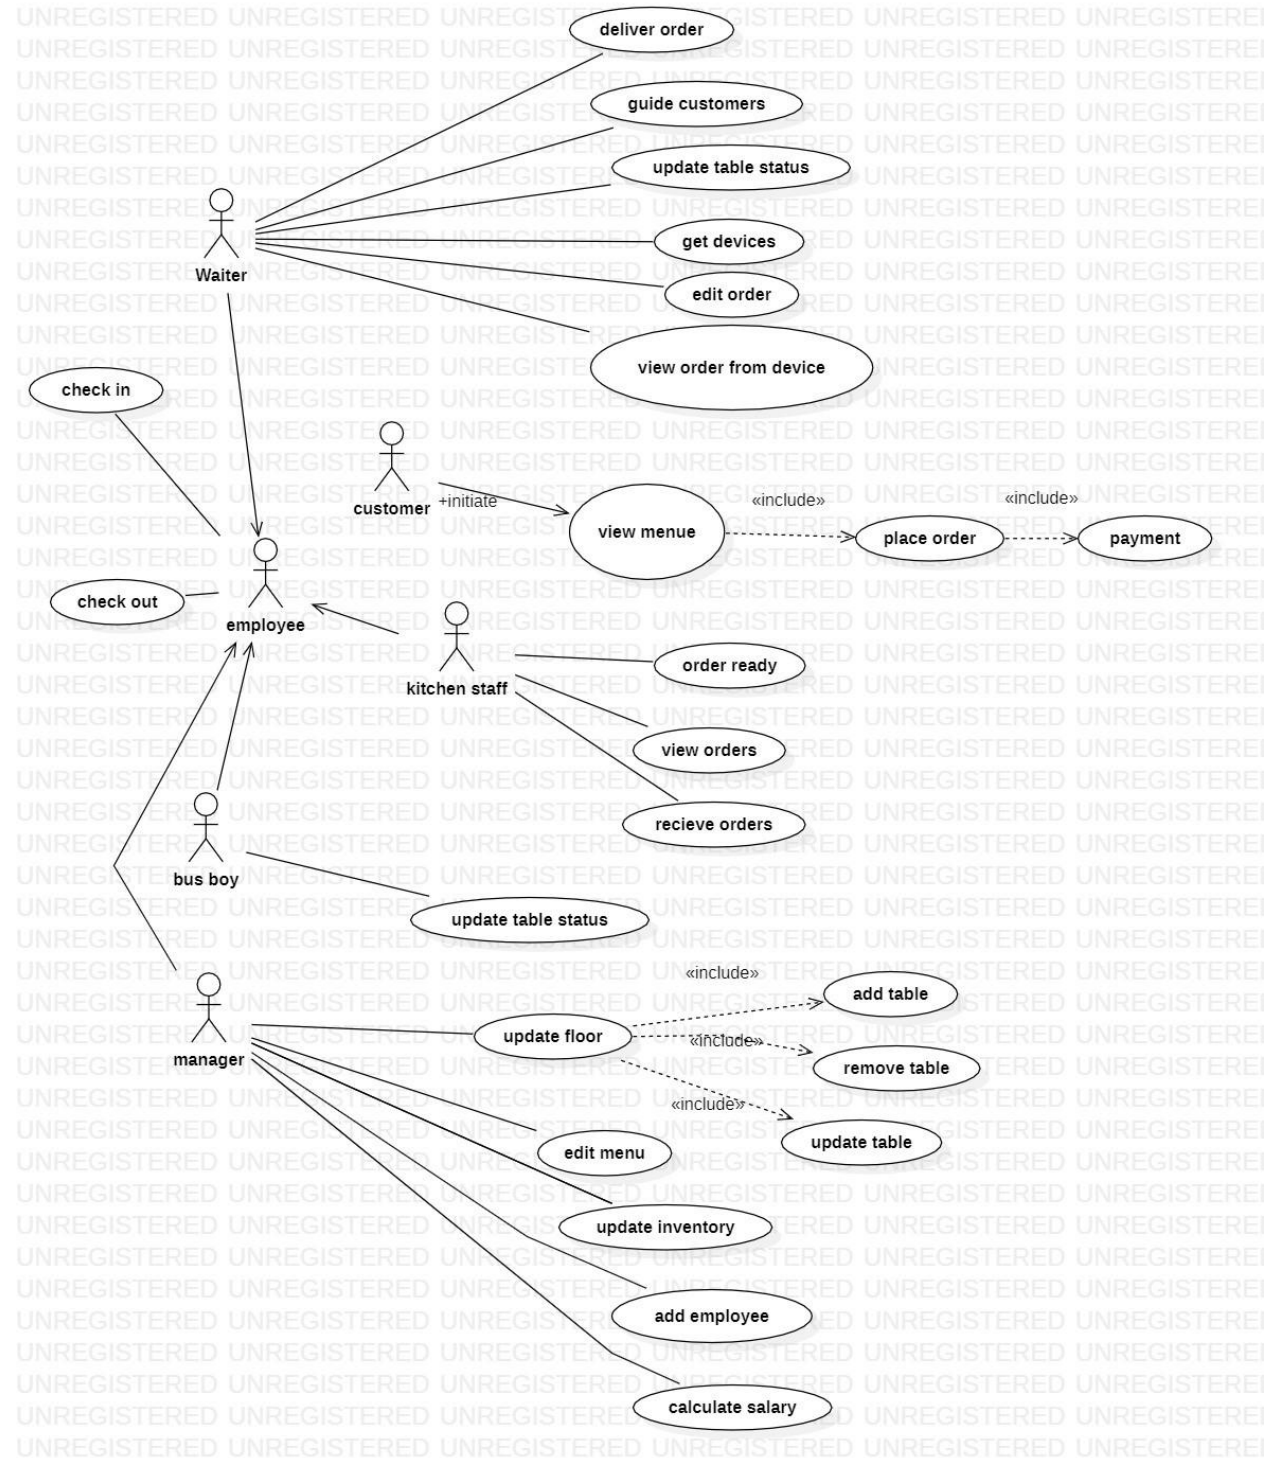 deliver order
guide customers
update table status
Waiter
get devices
edit order
view order from device
check in
customer
+initiate
view menue
«include»
place order
«include»
payment
check out
employee
kitchen staff
order ready
view orders
recieve orders
bus boy
update table status
manager
update floor
«include»
add table
«include»
remove table
«include»
update table
edit menu
update inventory
add employee
calculate salary
UNREGISTERED